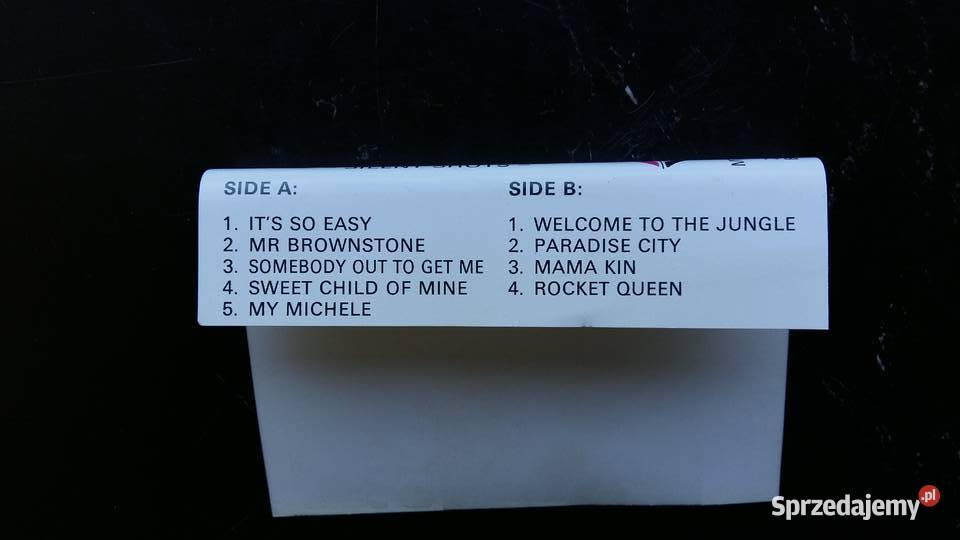 SIDE A:
1. IT'S SO EASY
2. MR BROWNSTONE
3. SOMEBODY OUT TO GET ME
4. SWEET CHILD OF MINE
5. MY MICHELE
SIDE B:
1. WELCOME TO THE JUNGLE
2. PARADISE CITY
3. MAMA KIN
4. ROCKET QUEEN
Sprzedajemy.pl